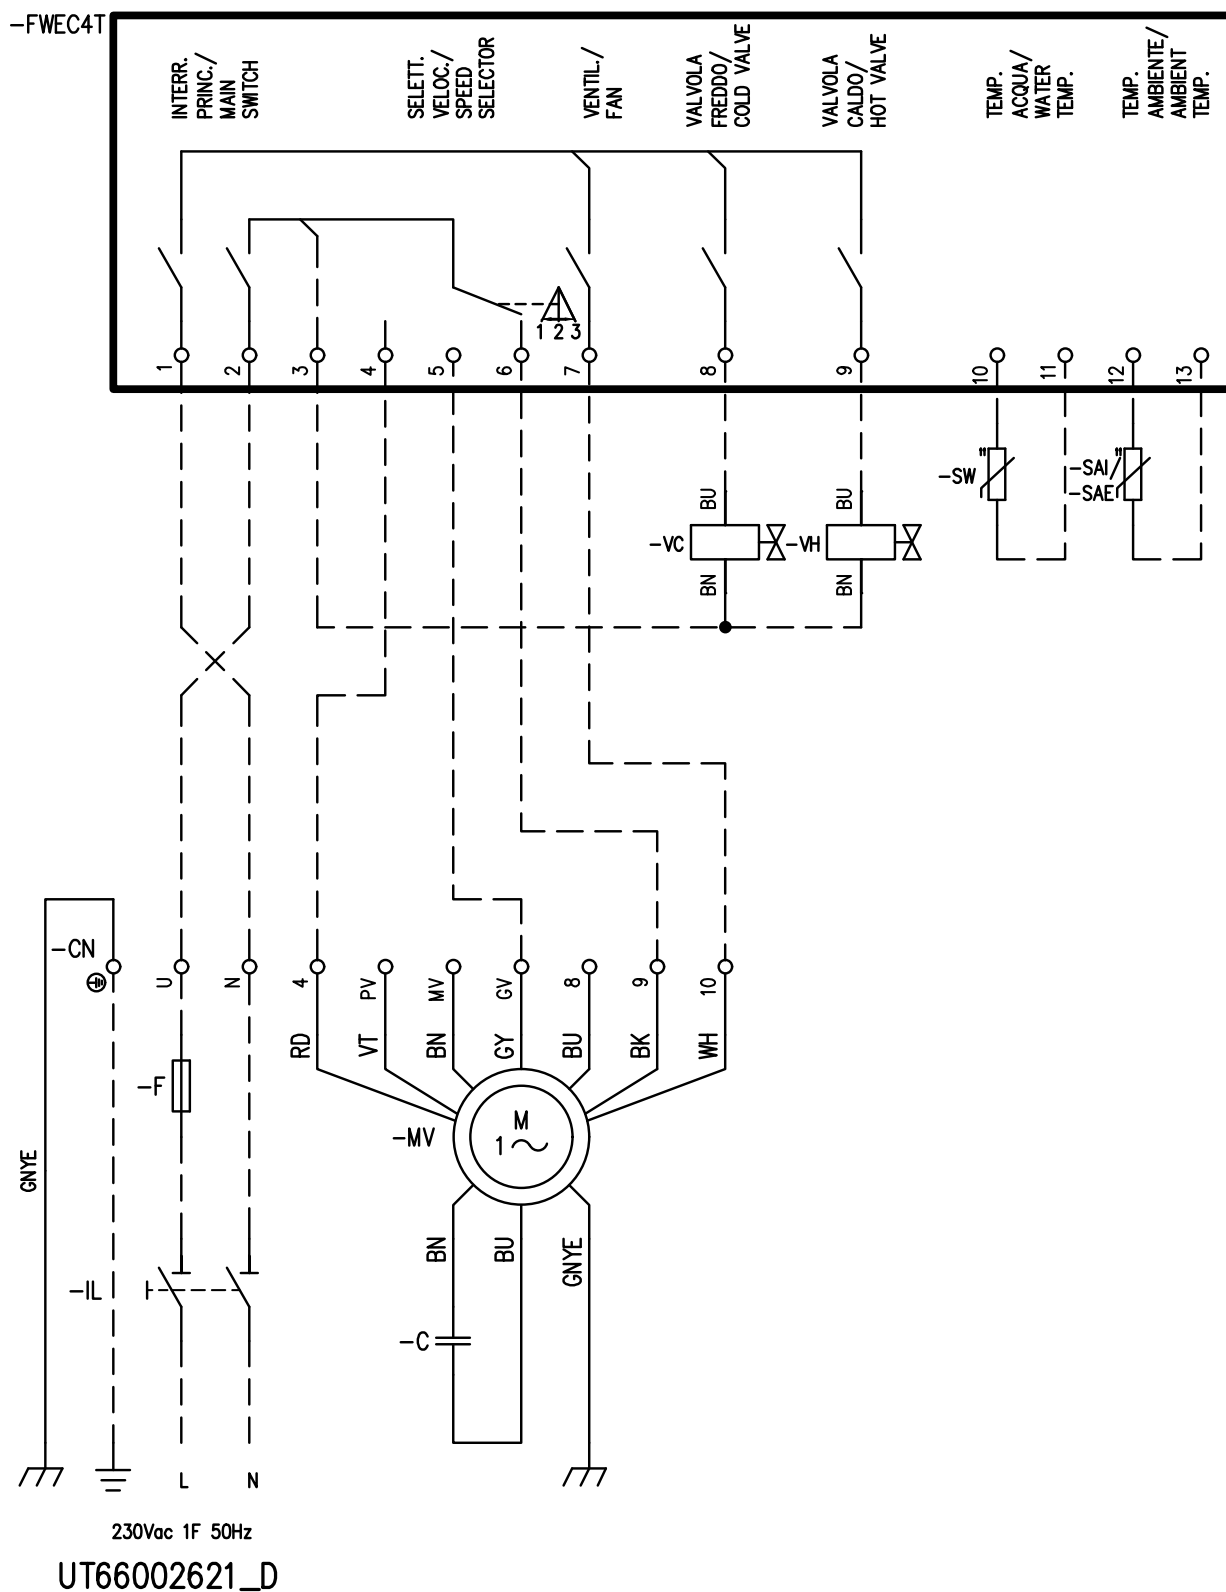 -FWEC4T
INTERR.
PRINC./
MAIN
SWITCH
SELETT.
VELOC./
SPEED
SELECTOR
VENTIL./
FAN
VALVOLA
FREDDO/
COLD VALVE
VALVOLA
CALDO/
HOT VALVE
TEMP.
ACQUA/
WATER
TEMP.
TEMP.
AMBIENTE/
AMBIENT
TEMP.
1 2 3
1
2
3
4
5
6
7
8
9
10
11
12
13
-SW
-SAI/
-SAE
BU
BU
-VC
-VH
BN
BN
-CN
U
N
4
PV
MV
GV
8
9
10
RD
VT
BN
GY
BU
BK
WH
-F
-MV
M
1
GNYE
BN
BU
GNYE
-IL
-C
L
N
230Vac 1F 50Hz
UT66002621_D